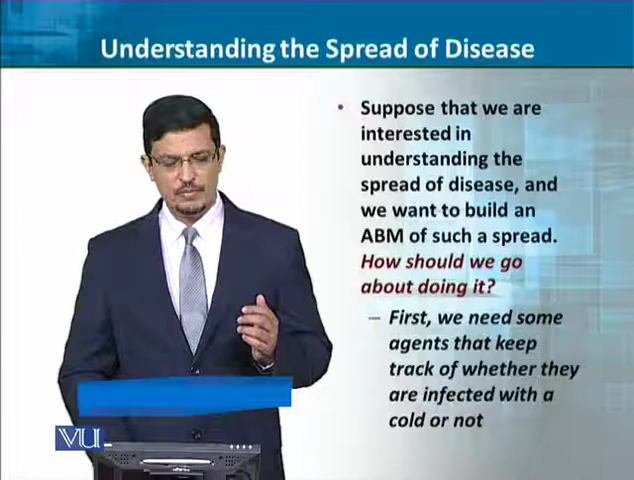 Understanding the Spread of Disease
• Suppose that we are
interested in
understanding the
spread of disease, and
we want to build an
ABM of such a spread.
How should we go
about doing it?
– First, we need some
agents that keep
track of whether they
are infected with a
cold or not
VU